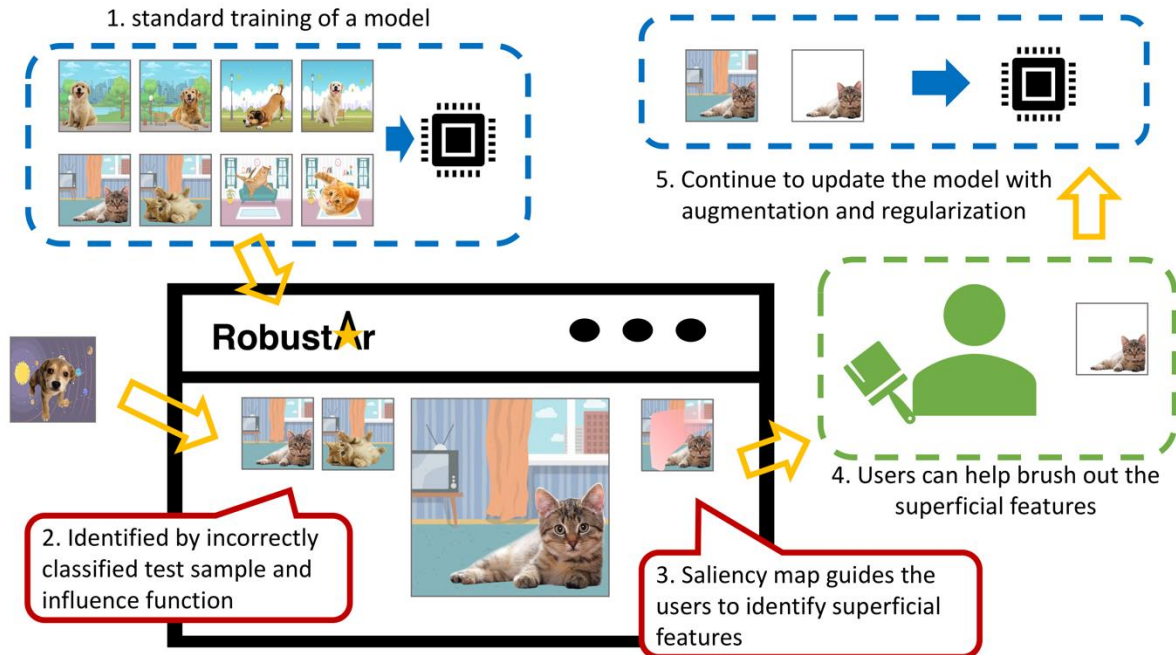 1. standard training of a model
5. Continue to update the model with
augmentation and regularization
RobustAr
2. Identified by incorrectly
classified test sample and
influence function
3. Saliency map guides the
users to identify superficial
features
4. Users can help brush out the
superficial features